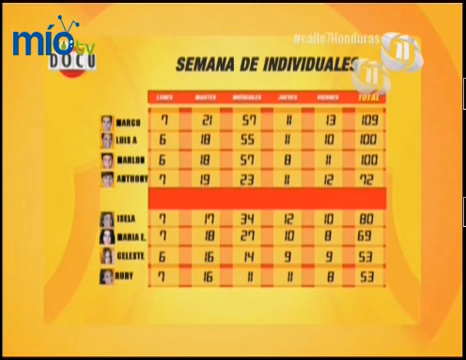 mío tv
#calle7Honduras 11
DOCU
SEMANA DE INDIVIDUALES
11
LUNES MARTES MIÉRCOLES JUEVES VIERNES TOTAL
MARCO 7 21 57 11 13 109
LUIS A 6 18 55 11 10 100
MARLON 6 18 57 8 11 100
ANTHONY 7 19 23 11 12 72
ISELA 7 17 34 12 10 80
MARIA E. 7 18 27 10 8 69
CELESTE 6 16 14 9 9 53
RUBY 7 16 11 11 8 53